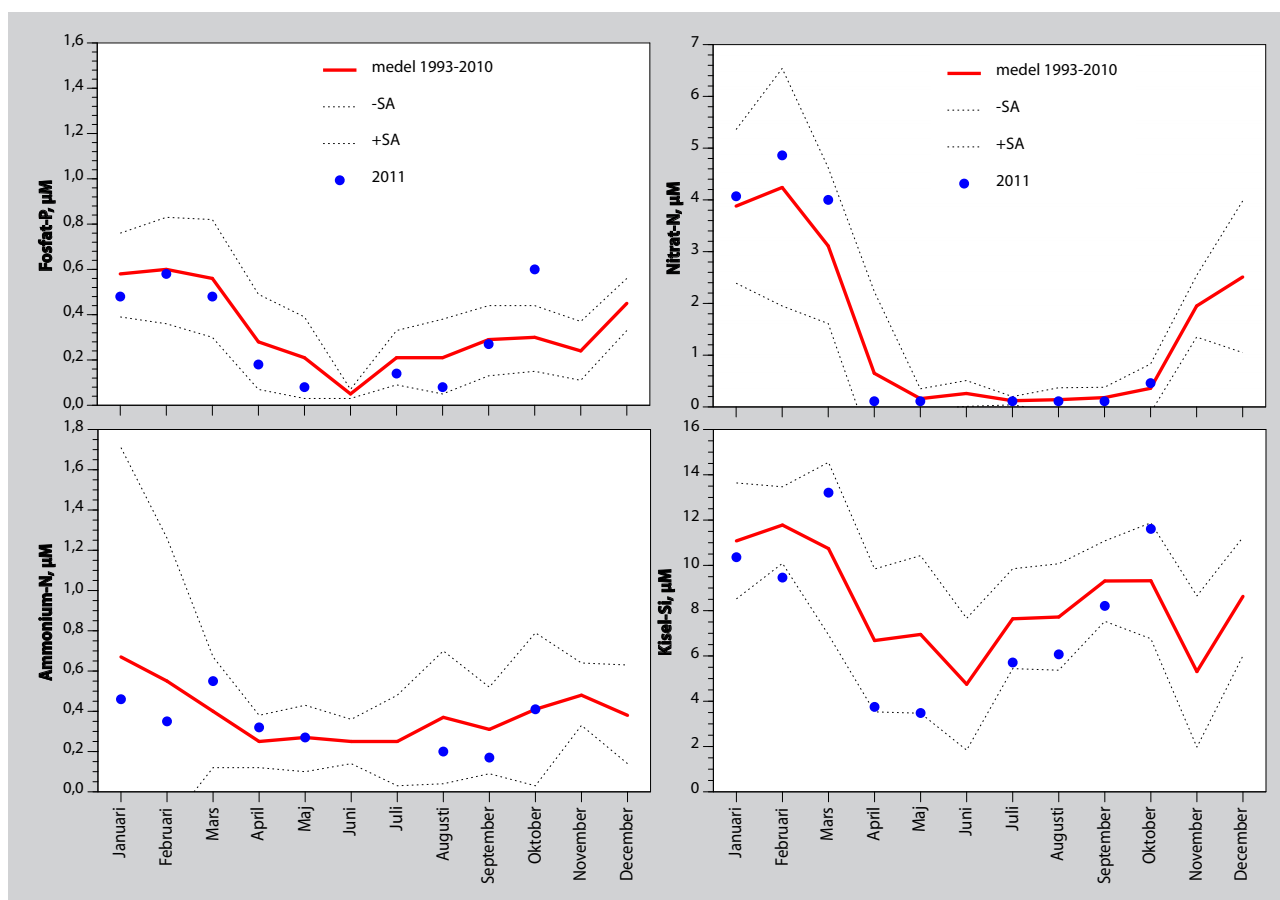 1,6
1,4
1,2
1,0
0,8
0,6
0,4
0,2
0,0
Fosfat-P, µM
medel 1993-2010
-SA
+SA
2011
7
6
5
4
3
2
1
0
Nitrat-N, µM
medel 1993-2010
-SA
+SA
2011
1,8
1,6
1,4
1,2
1,0
0,8
0,6
0,4
0,2
0,0
Ammonium-N, µM
Januari
Februari
Mars
April
Maj
Juni
Juli
Augusti
September
Oktober
November
December
16
14
12
10
8
6
4
2
0
Kisel-Si, µM
Januari
Februari
Mars
April
Maj
Juni
Juli
Augusti
September
Oktober
November
December